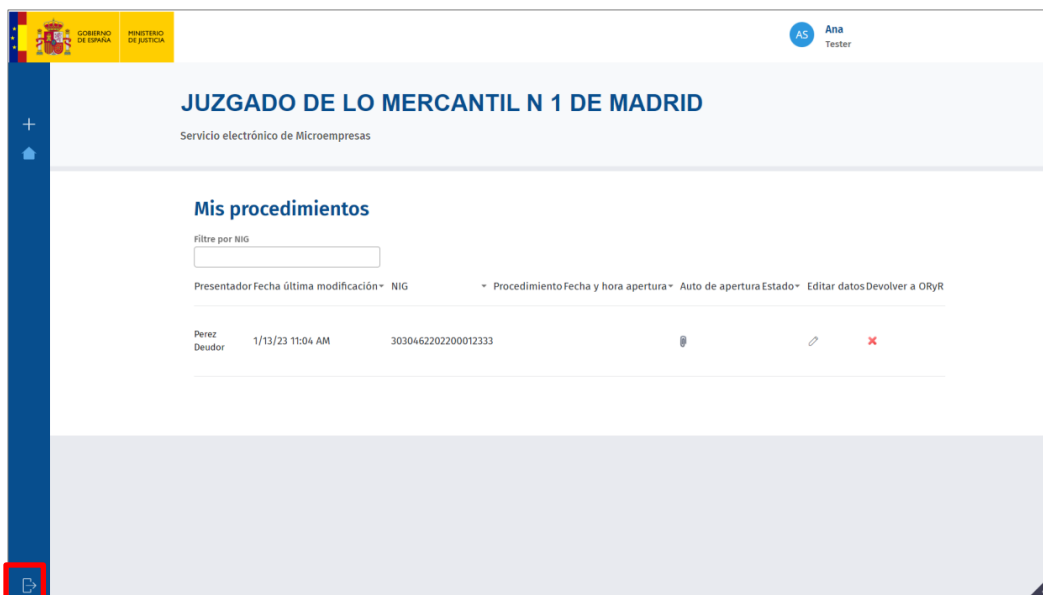 GOBIERNO DE ESPAÑA
MINISTERIO DE JUSTICIA
AS
Ana
Tester
JUZGADO DE LO MERCANTIL N 1 DE MADRID
Servicio electrónico de Microempresas
Mis procedimientos
Filtre por NIG
Presentador Fecha última modificación NIG Procedimiento Fecha y hora apertura Auto de apertura Estado Editar datos Devolver a ORyR
Perez
Deudor
1/13/23 11:04 AM 3030462202200012333